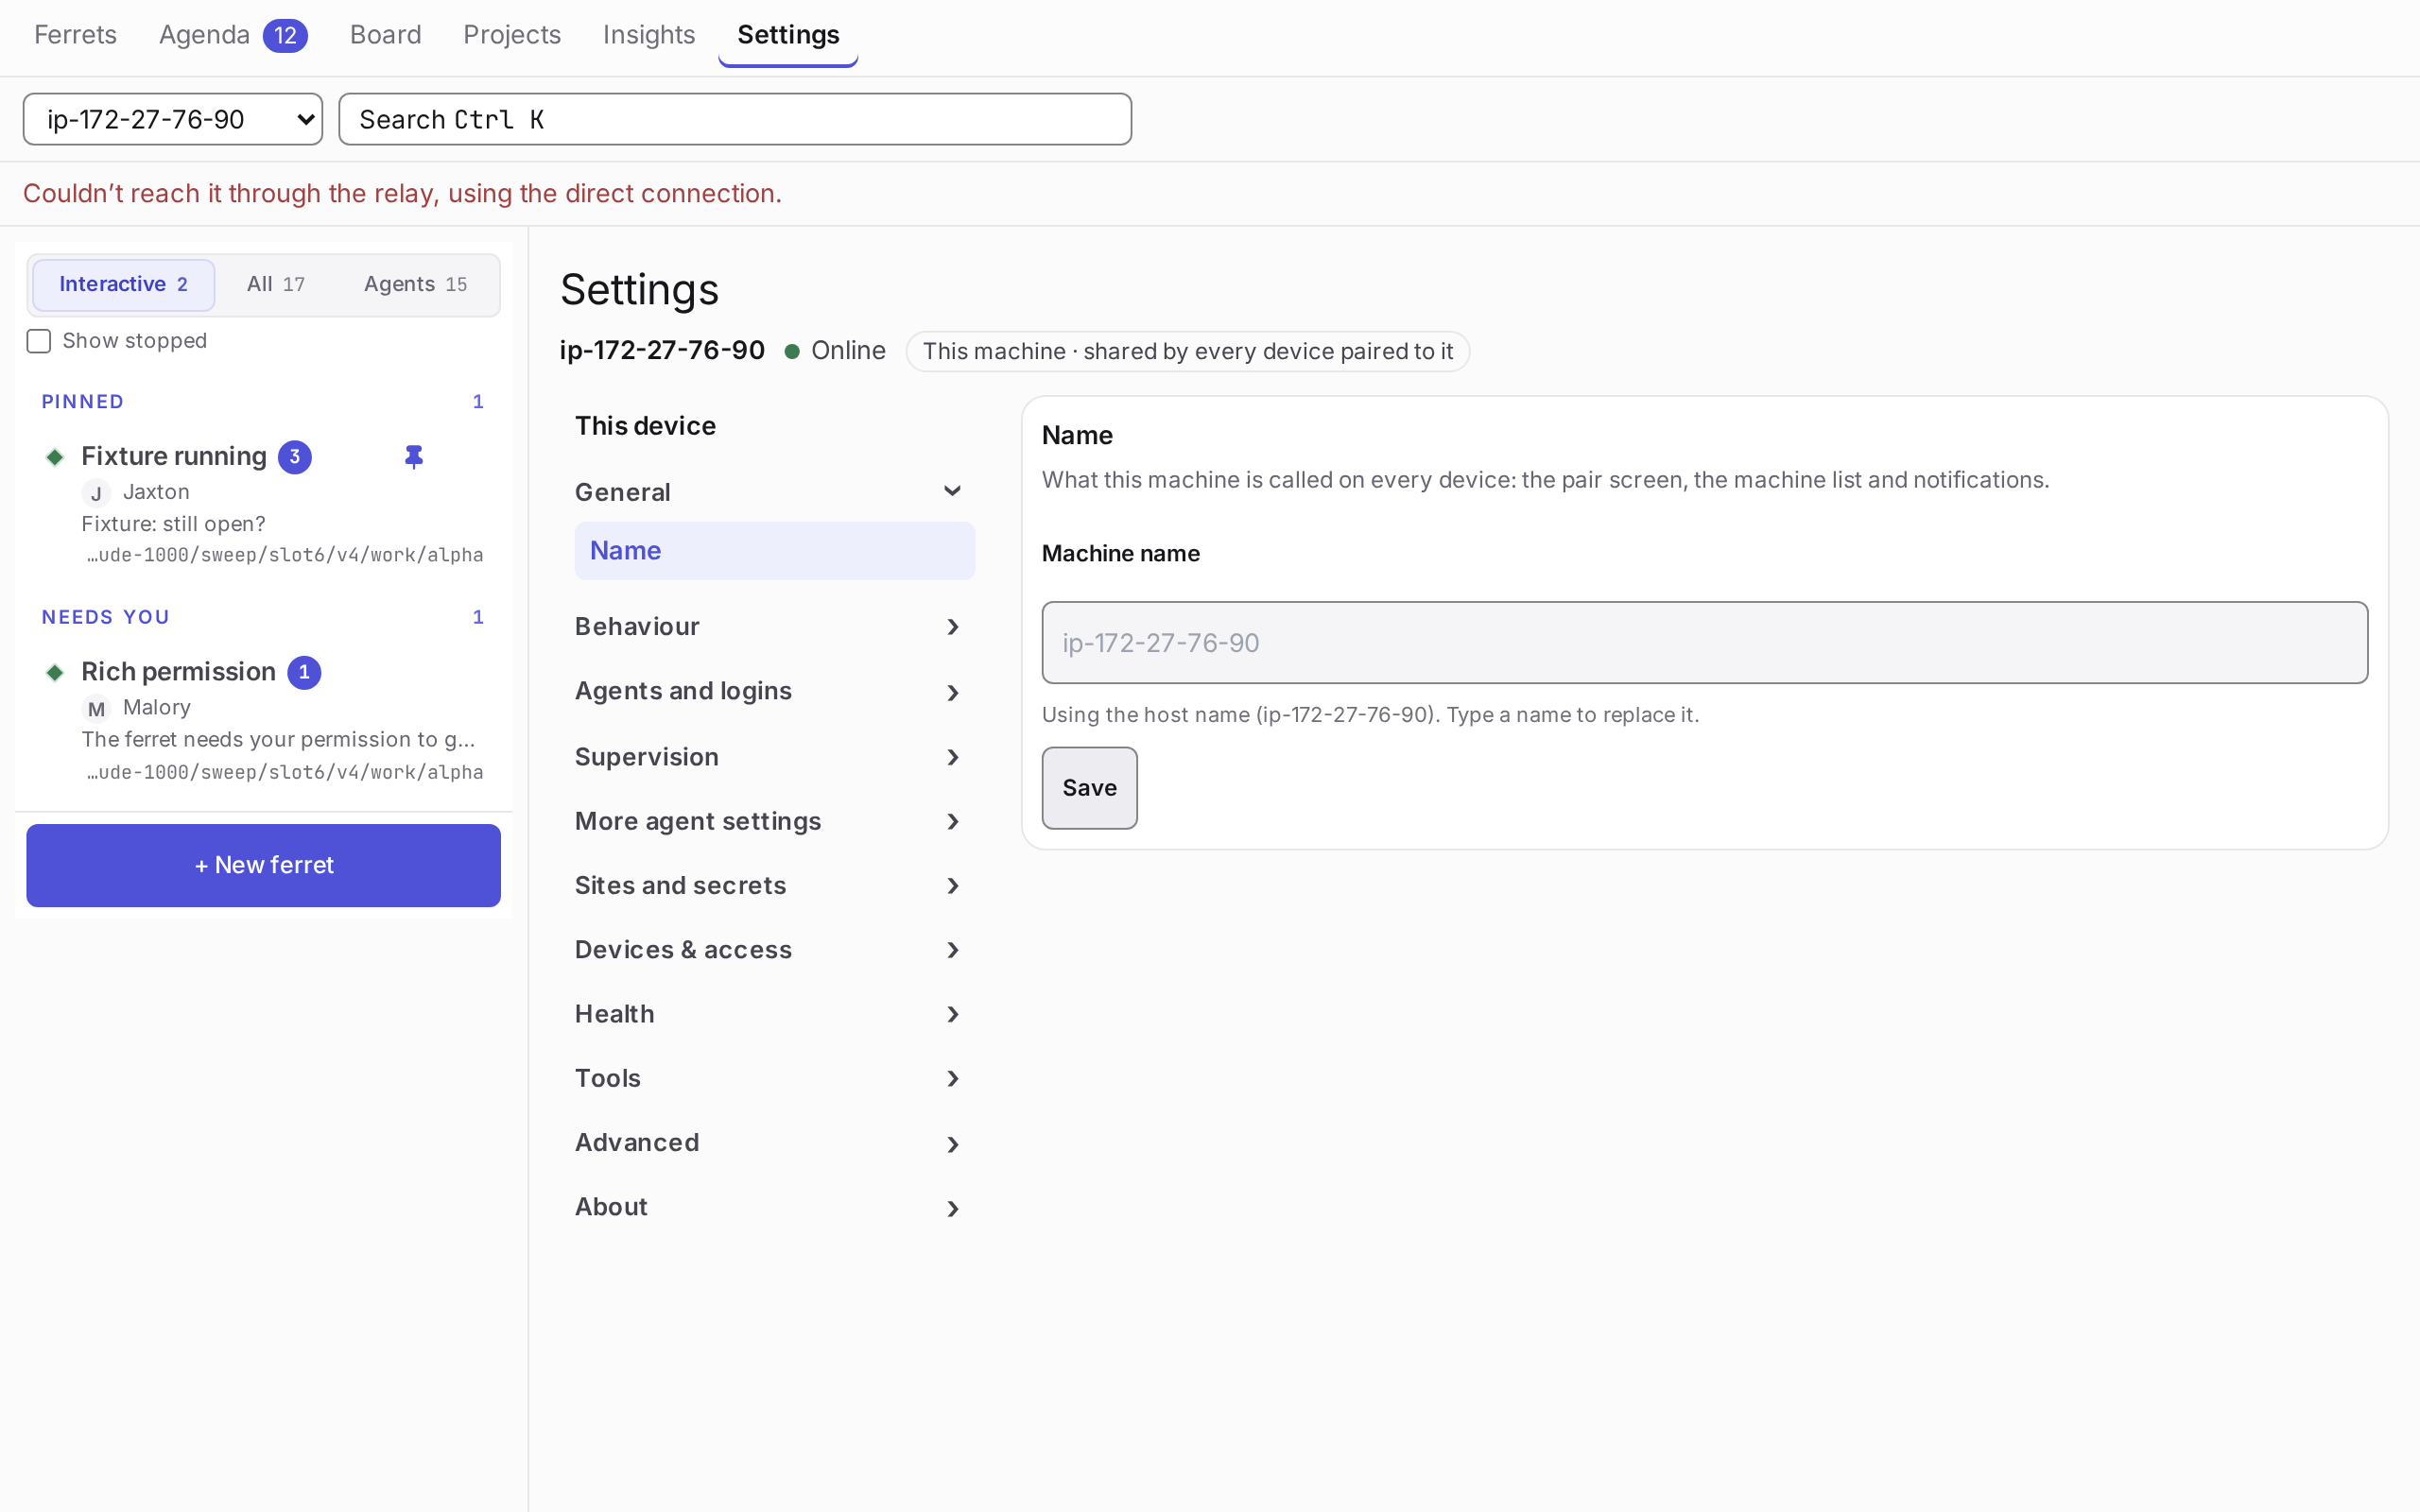 Ferrets Agenda 12 Board Projects Insights Settings
ip-172-27-76-90 Search Ctrl K
Couldn’t reach it through the relay, using the direct connection.
Interactive 2 All 17 Agents 15
Show stopped
PINNED 1
Fixture running 3
J Jaxton
Fixture: still open?
…ude-1000/sweep/slot6/v4/work/alpha
NEEDS YOU 1
Rich permission 1
M Malory
The ferret needs your permission to g…
…ude-1000/sweep/slot6/v4/work/alpha
+ New ferret
Settings
ip-172-27-76-90 Online This machine · shared by every device paired to it
This device
General
Name
Behaviour
Agents and logins
Supervision
More agent settings
Sites and secrets
Devices & access
Health
Tools
Advanced
About
Name
What this machine is called on every device: the pair screen, the machine list and notifications.
Machine name
ip-172-27-76-90
Using the host name (ip-172-27-76-90). Type a name to replace it.
Save